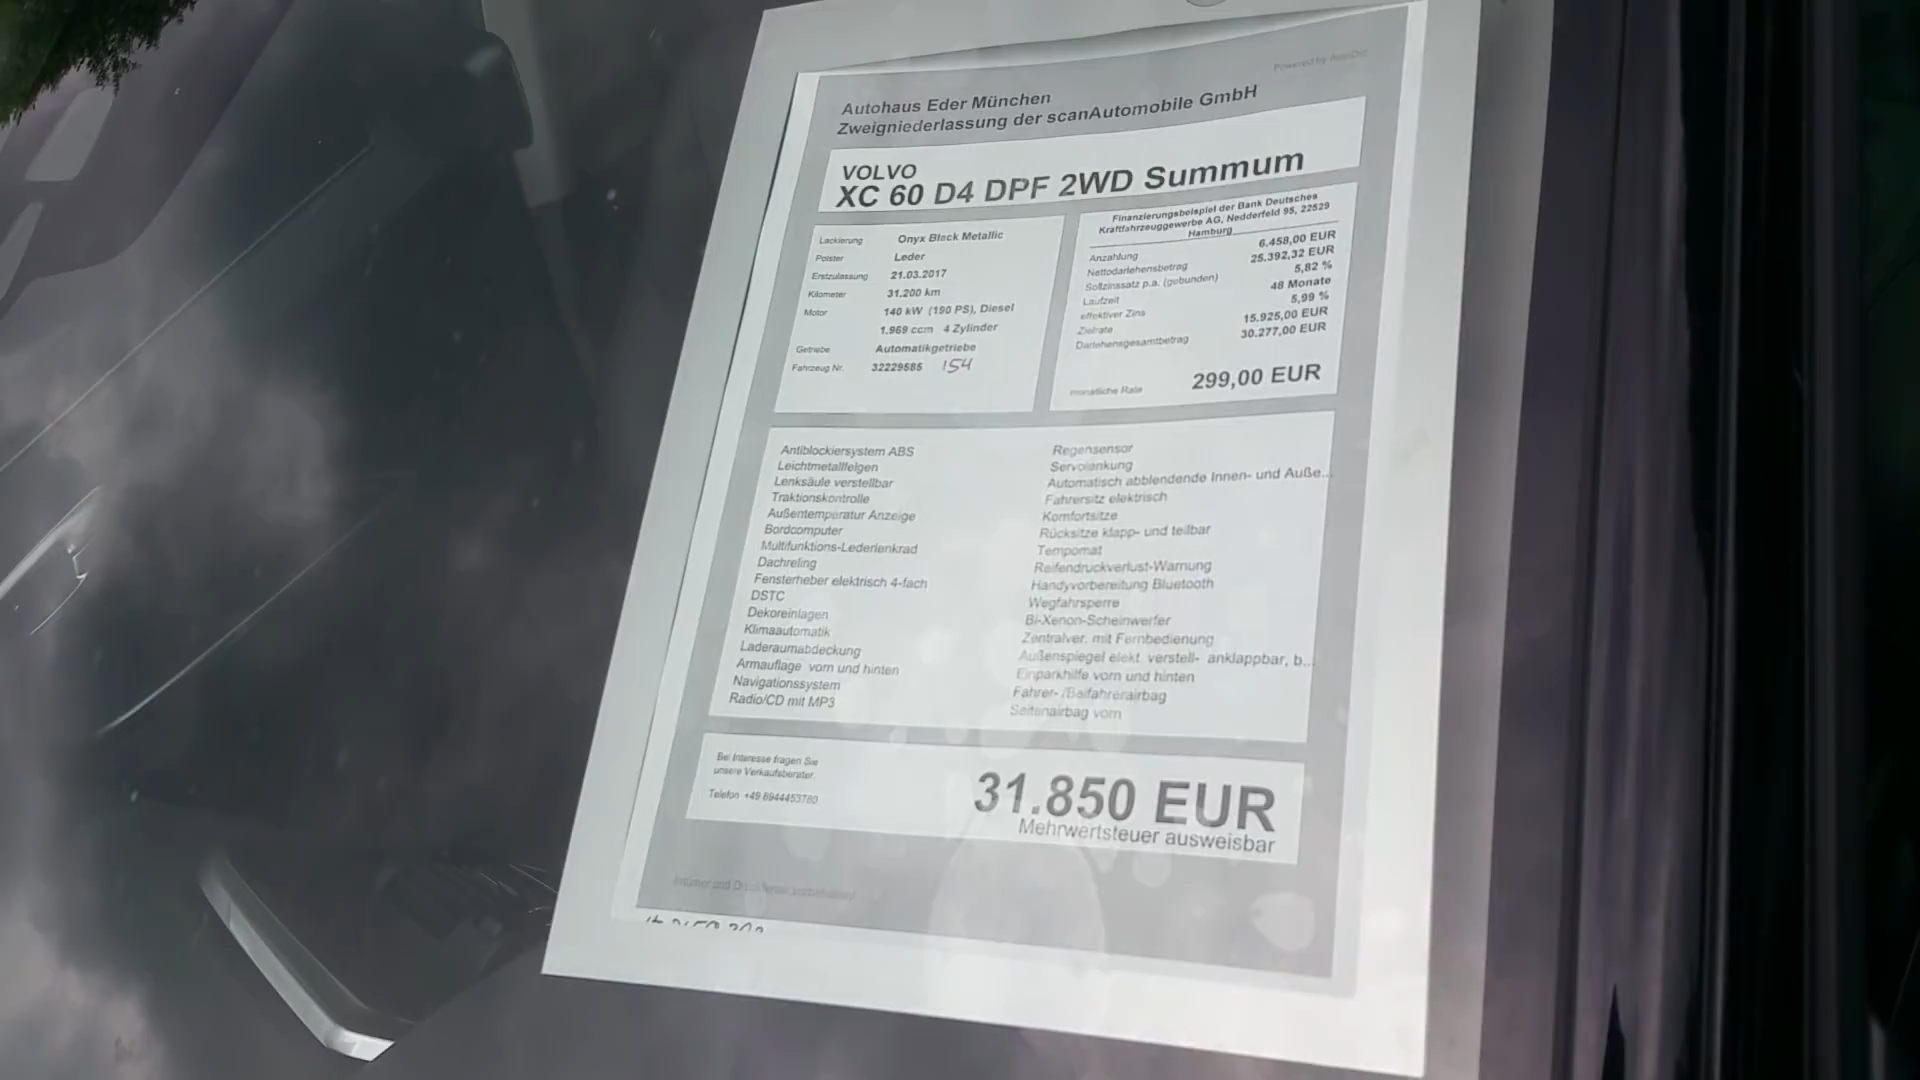 Powered by AutoDo
Autohaus Eder München
Zweigniederlassung der scanAutomobile GmbH
VOLVO
XC 60 D4 DPF 2WD Summum
Lackierung Onyx Black Metallic
Polster Leder
Erstzulassung 21.03.2017
Kilometer 31.200 km
Motor 140 kW (190 PS), Diesel
1.969 ccm 4 Zylinder
Getriebe Automatikgetriebe
Fahrzeug Nr. 32229585 154
Finanzierungsbeispiel der Bank Deutsches
Kraftfahrzeuggewerbe AG, Nedderfeld 95, 22529
Hamburg
Anzahlung 6.458,00 EUR
Nettodarlehensbetrag 25.392,32 EUR
Sollzinssatz p.a. (gebunden) 5,82 %
Laufzeit 48 Monate
effektiver Zins 5,99 %
Zielrate 15.925,00 EUR
Darlehensgesamtbetrag 30.277,00 EUR
monatliche Rate 299,00 EUR
Antiblockiersystem ABS
Leichtmetallfelgen
Lenksäule verstellbar
Traktionskontrolle
Außentemperatur Anzeige
Bordcomputer
Multifunktions-Lederlenkrad
Dachreling
Fensterheber elektrisch 4-fach
DSTC
Dekoreinlagen
Klimaautomatik
Laderaumabdeckung
Armauflage vorn und hinten
Navigationssystem
Radio/CD mit MP3
Regensensor
Servolenkung
Automatisch abblendende Innen- und Auße...
Fahrersitz elektrisch
Komfortsitze
Rücksitze klapp- und teilbar
Tempomat
Reifendruckverlust-Warnung
Handyvorbereitung Bluetooth
Wegfahrsperre
Bi-Xenon-Scheinwerfer
Zentralver. mit Fernbedienung
Außenspiegel elekt. verstell- anklappbar, b...
Einparkhilfe vorn und hinten
Fahrer-/Beifahrerairbag
Seitenairbag vorn
Bei Interesse fragen Sie
unsere Verkaufsberater.
Telefon +49 8944453780
31.850 EUR
Mehrwertsteuer ausweisbar
Irrtümer und Druckfehler vorbehalten!